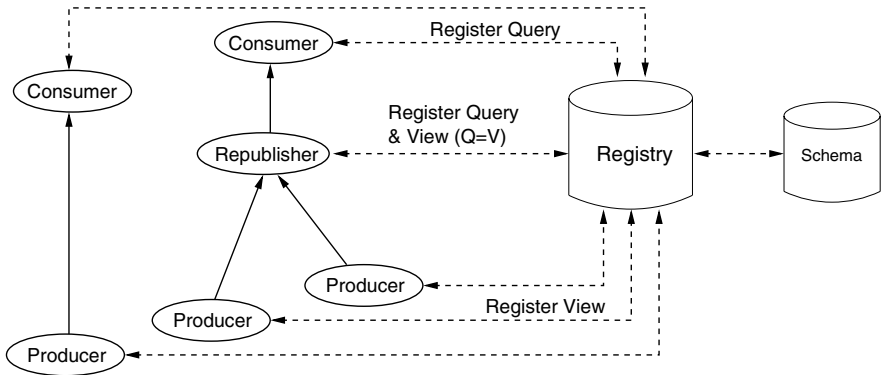 Register Query
Consumer
Consumer
Register Query
& View (Q=V)
Republisher
Registry
Schema
Producer
Register View
Producer
Producer